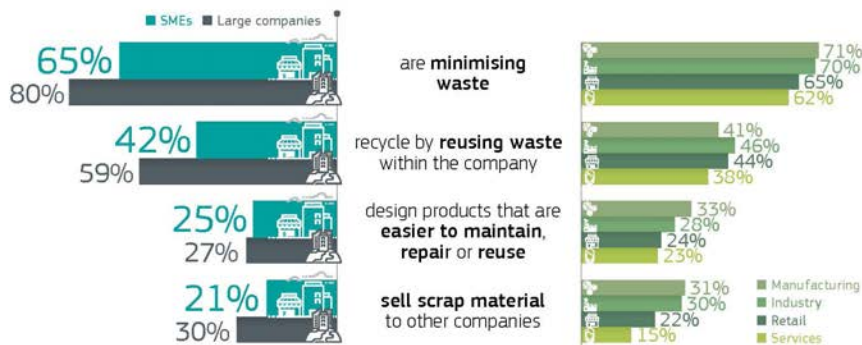 SMEs Large companies
65%
80%
are minimising
waste
71%
70%
65%
62%
42%
59%
recycle by reusing waste
within the company
41%
46%
44%
38%
25%
27%
design products that are
easier to maintain,
repair or reuse
33%
28%
24%
23%
21%
30%
sell scrap material
to other companies
31%
30%
22%
15%
Manufacturing
Industry
Retail
Services